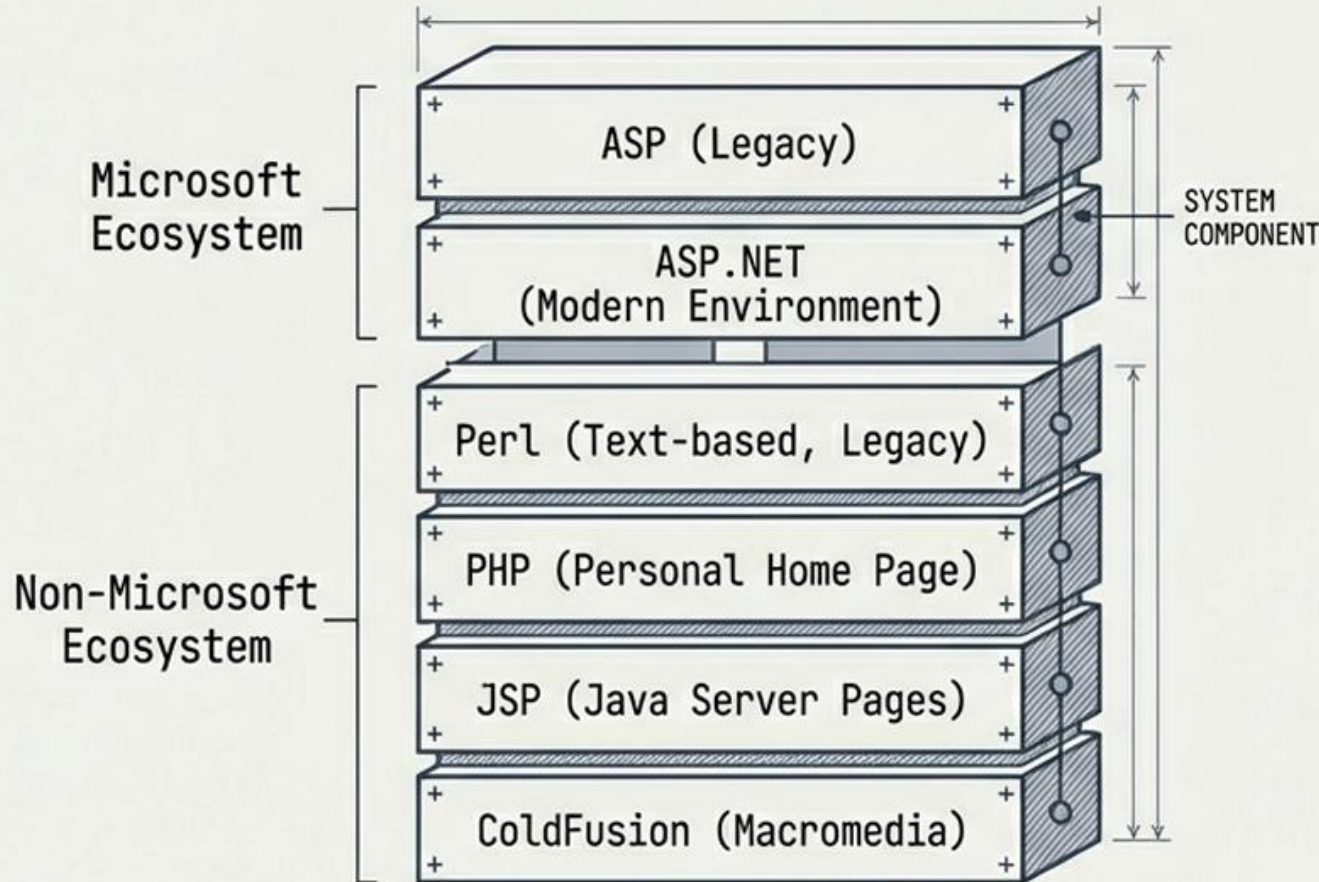 Microsoft
Ecosystem
ASP (Legacy)
ASP.NET
(Modern Environment)
SYSTEM
COMPONENT
Non-Microsoft
Ecosystem
Perl (Text-based, Legacy)
PHP (Personal Home Page)
JSP (Java Server Pages)
ColdFusion (Macromedia)